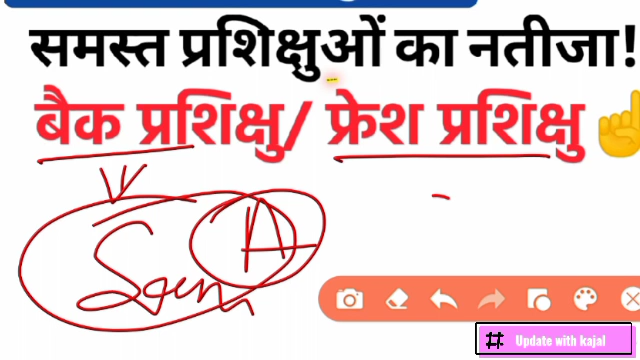 समस्त प्रशिक्षुओं का नतीजा!
बैक प्रशिक्षु/ फ्रेश प्रशिक्षु
A
# Update with kajal